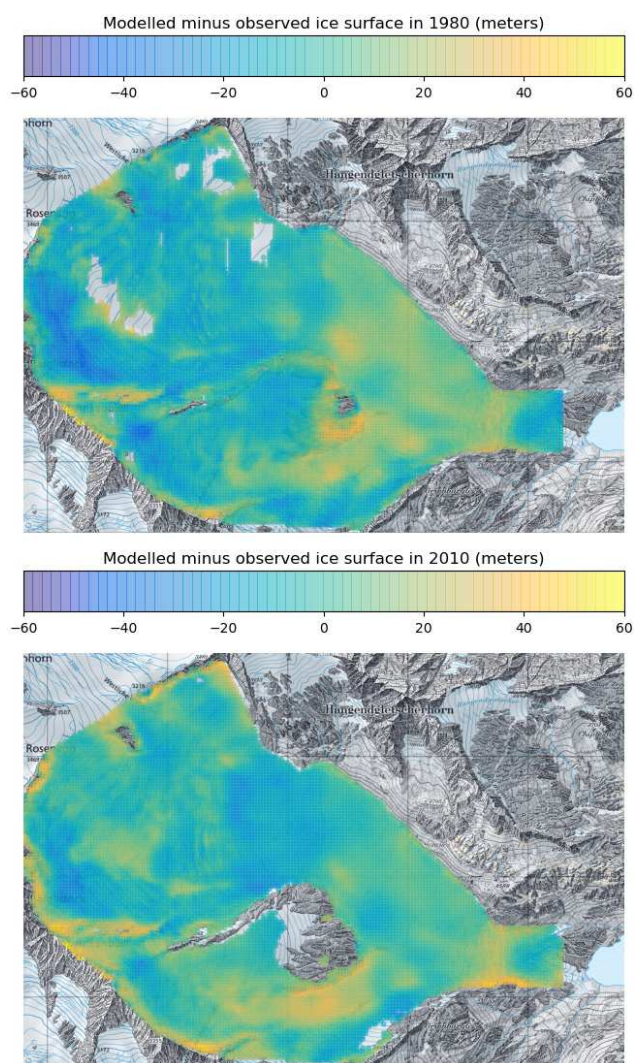 Modelled minus observed ice surface in 1980 (meters)
−60 −40 −20 0 20 40 60
Hangendgletscherhorn
Modelled minus observed ice surface in 2010 (meters)
−60 −40 −20 0 20 40 60
Hangendgletscherhorn